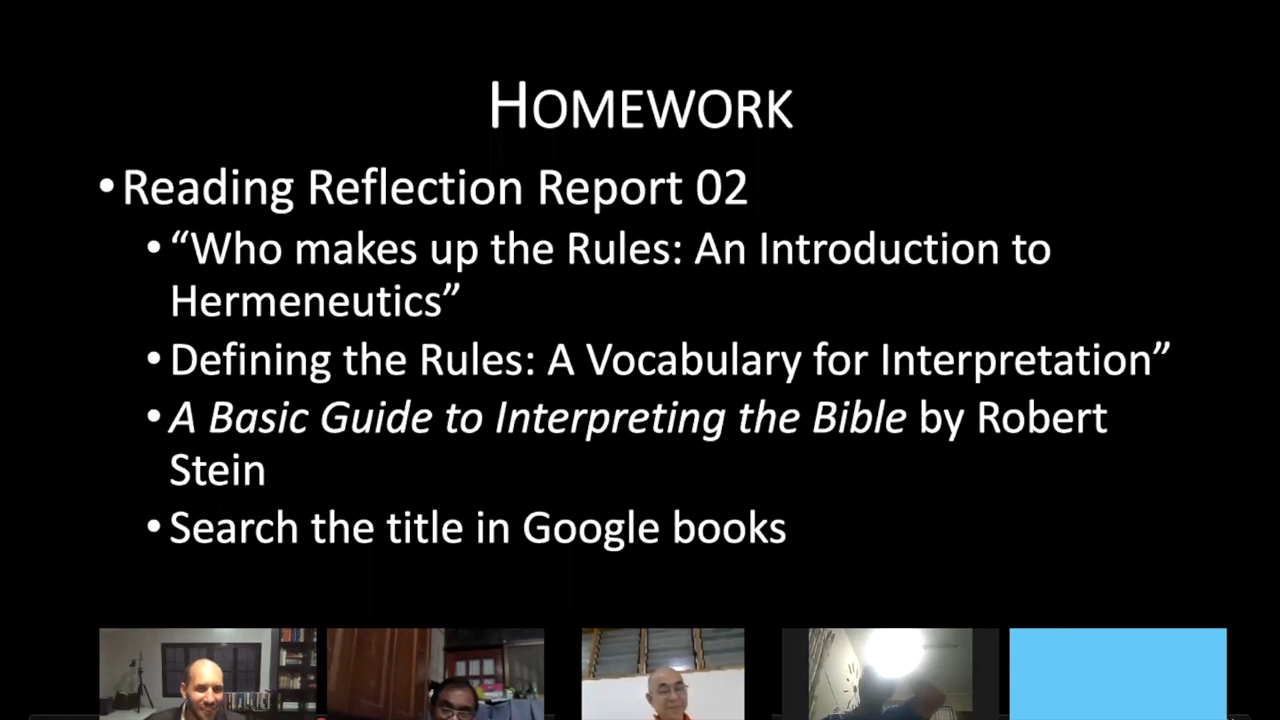 HOMEWORK
•Reading Reflection Report 02
•“Who makes up the Rules: An Introduction to
Hermeneutics”
•Defining the Rules: A Vocabulary for Interpretation”
•A Basic Guide to Interpreting the Bible by Robert
Stein
•Search the title in Google books